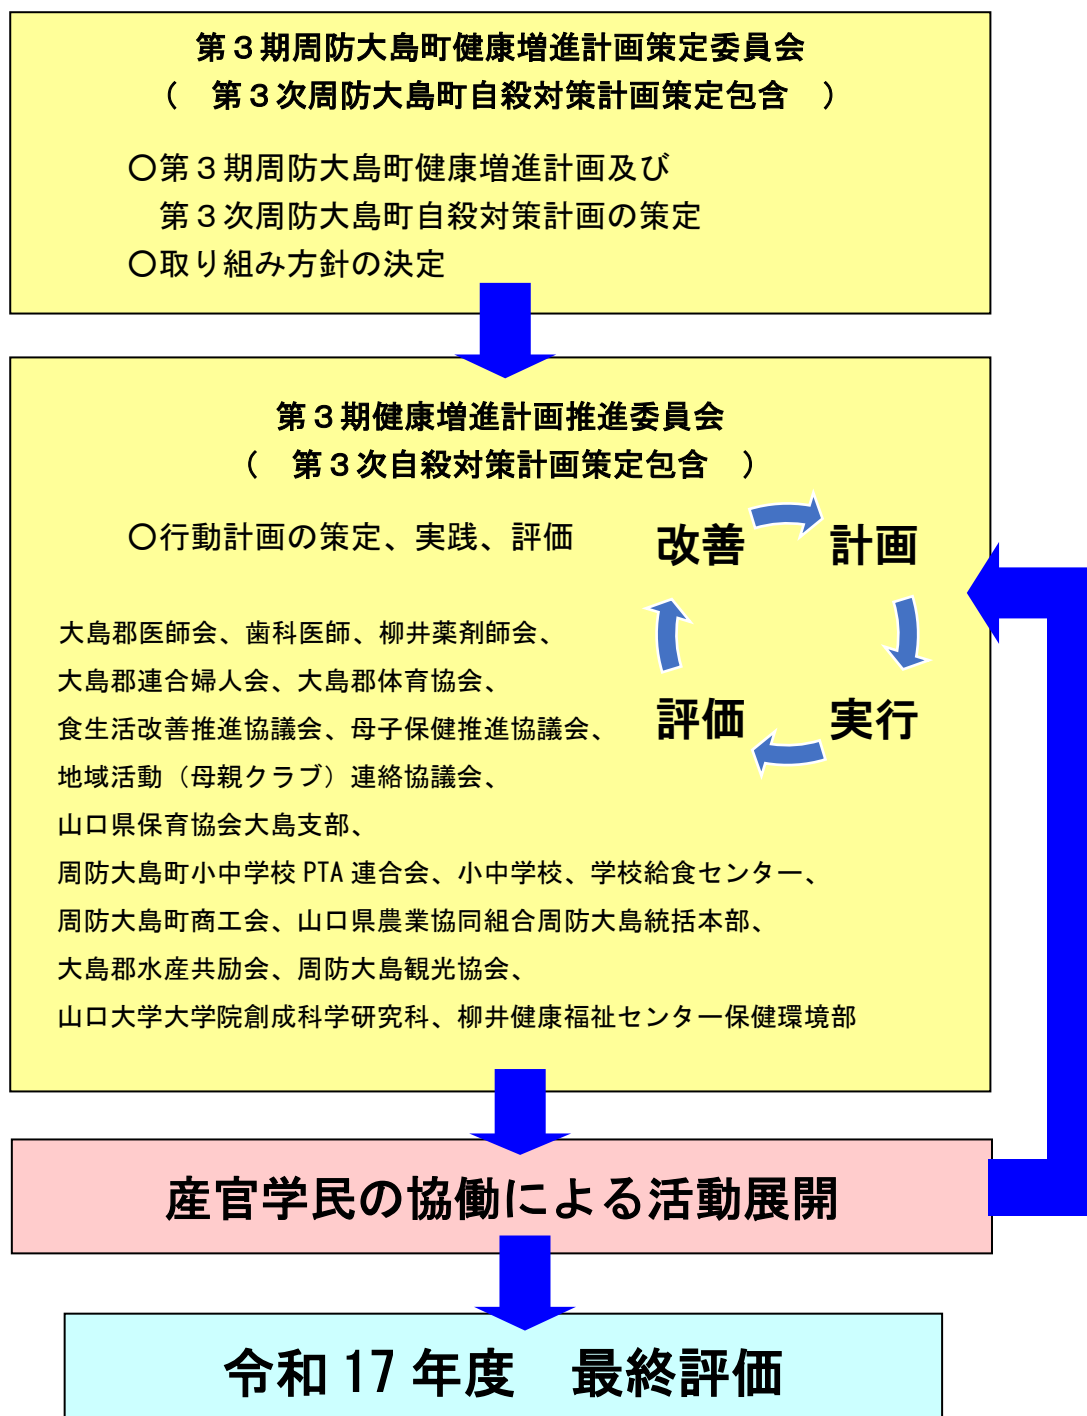 第３期周防大島町健康増進計画策定委員会
（　第３次周防大島町自殺対策計画策定包含　）
○第３期周防大島町健康増進計画及び
第３次周防大島町自殺対策計画の策定
○取り組み方針の決定
第３期健康増進計画推進委員会
（　第３次自殺対策計画策定包含　）
○行動計画の策定、実践、評価
改善
計画
評価
実行
大島郡医師会、歯科医師、柳井薬剤師会、
大島郡連合婦人会、大島郡体育協会、
食生活改善推進協議会、母子保健推進協議会、
地域活動（母親クラブ）連絡協議会、
山口県保育協会大島支部、
周防大島町小中学校 PTA 連合会、小中学校、学校給食センター、
周防大島町商工会、山口県農業協同組合周防大島統括本部、
大島郡水産共励会、周防大島観光協会、
山口大学大学院創成科学研究科、柳井健康福祉センター保健環境部
産官学民の協働による活動展開
令和 17 年度　最終評価